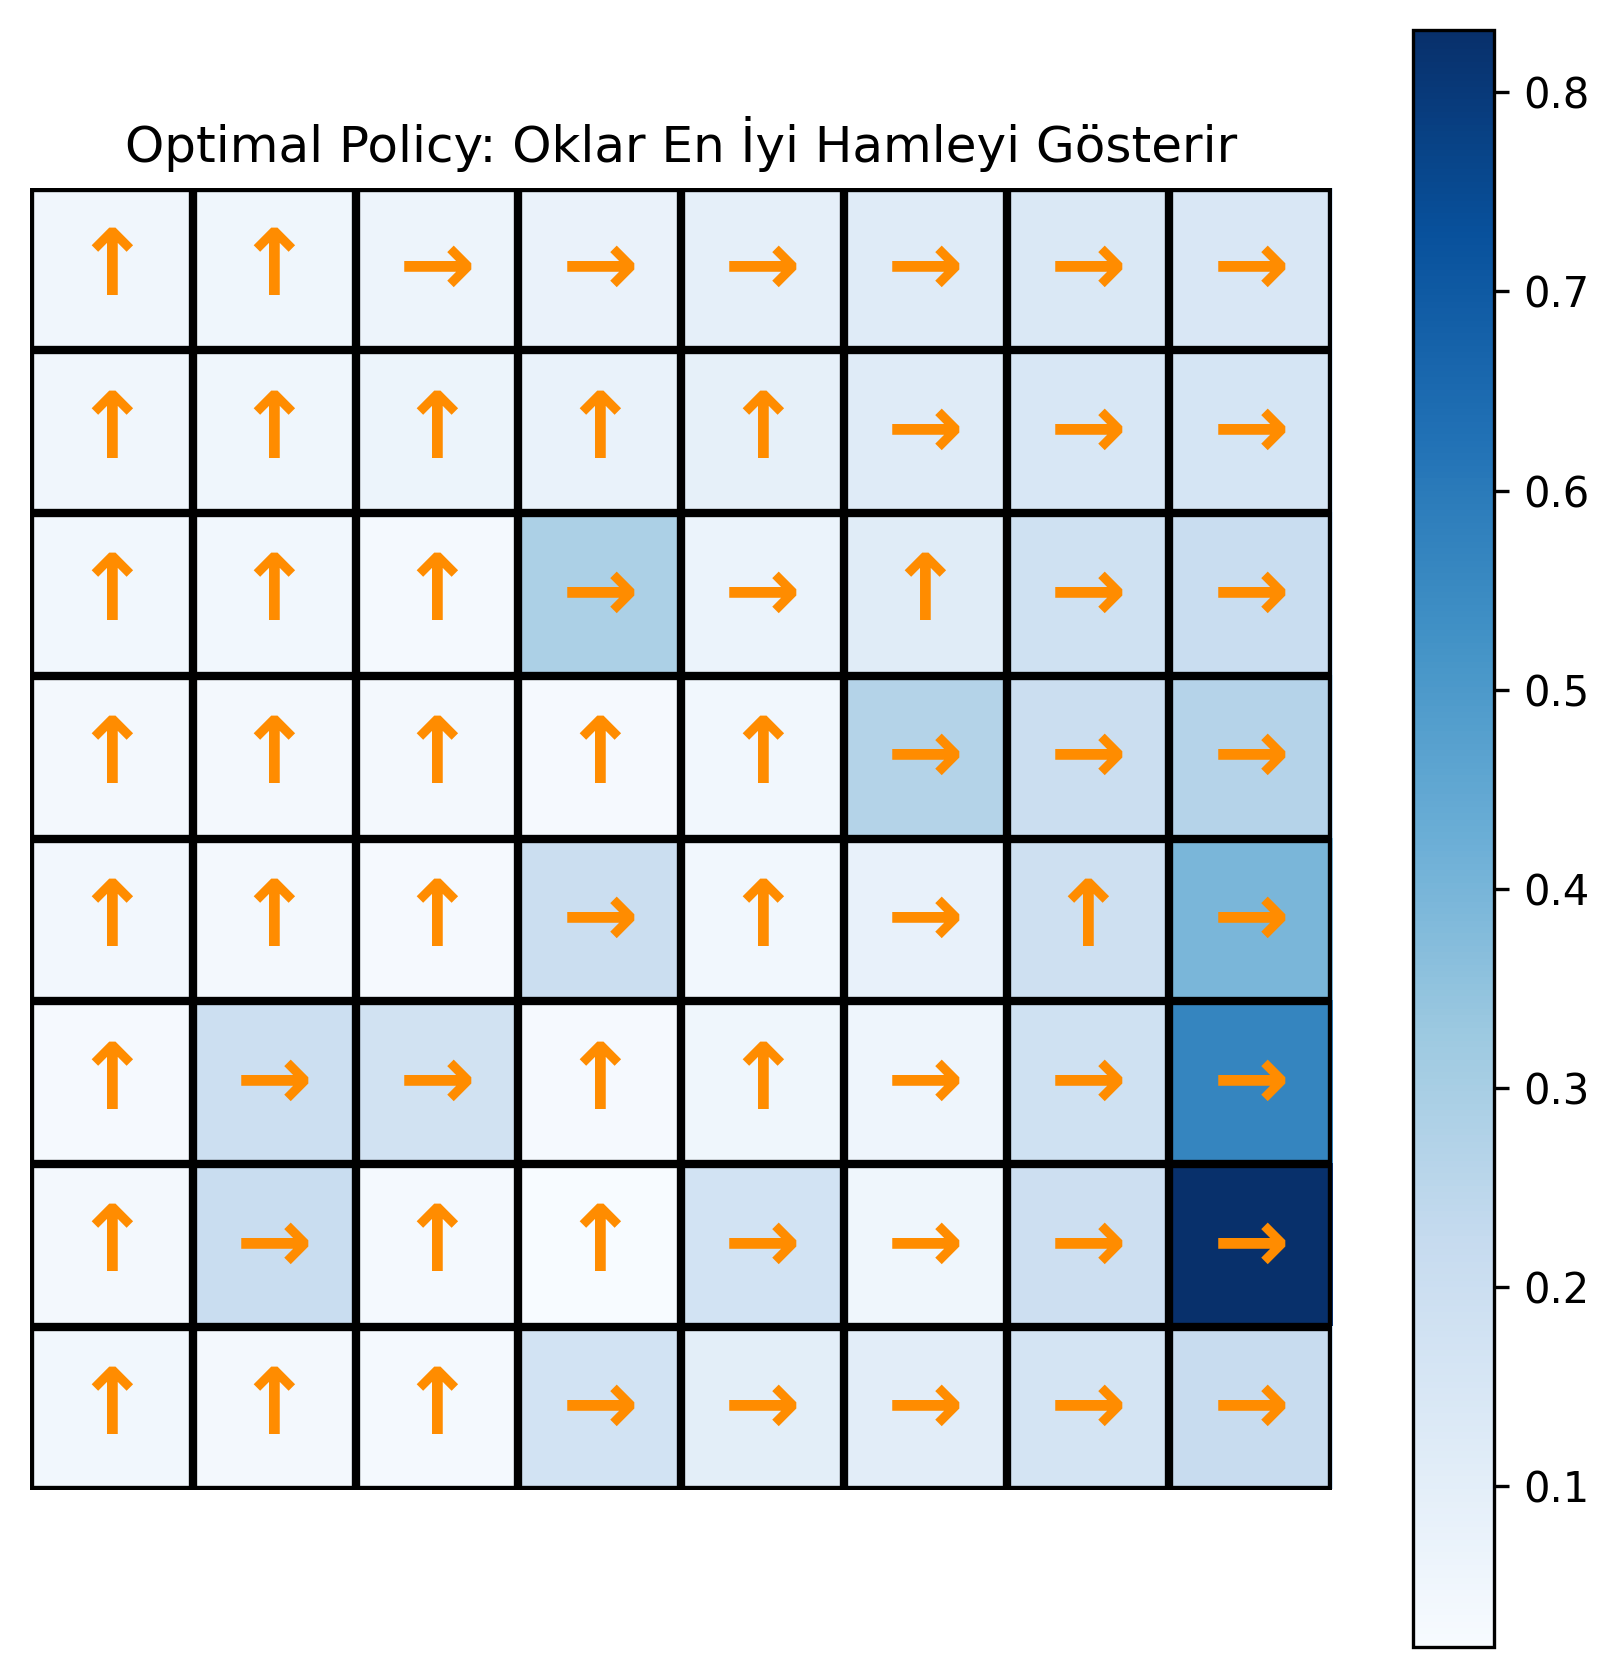 Optimal Policy: Oklar En İyi Hamleyi Gösterir
↑ ↑ → → → → → →
↑ ↑ ↑ ↑ ↑ → → →
↑ ↑ ↑ → → ↑ → →
↑ ↑ ↑ ↑ ↑ → → →
↑ ↑ ↑ → ↑ → ↑ →
↑ → → ↑ ↑ → → →
↑ → ↑ ↑ → → → →
↑ ↑ ↑ → → → → →
0.8
0.7
0.6
0.5
0.4
0.3
0.2
0.1